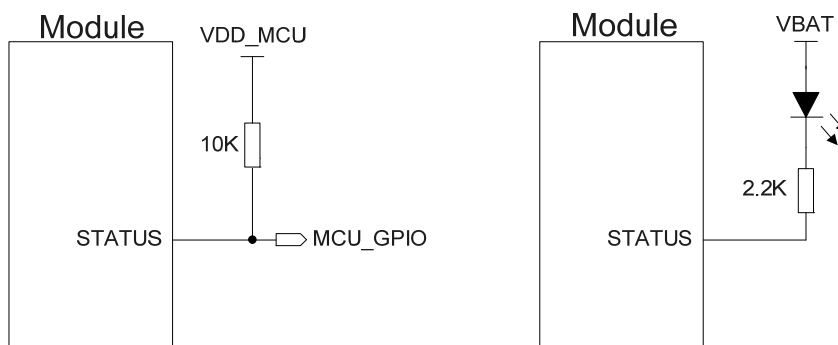 Module
VDD_MCU
10K
STATUS
MCU_GPIO
Module
VBAT
2.2K
STATUS